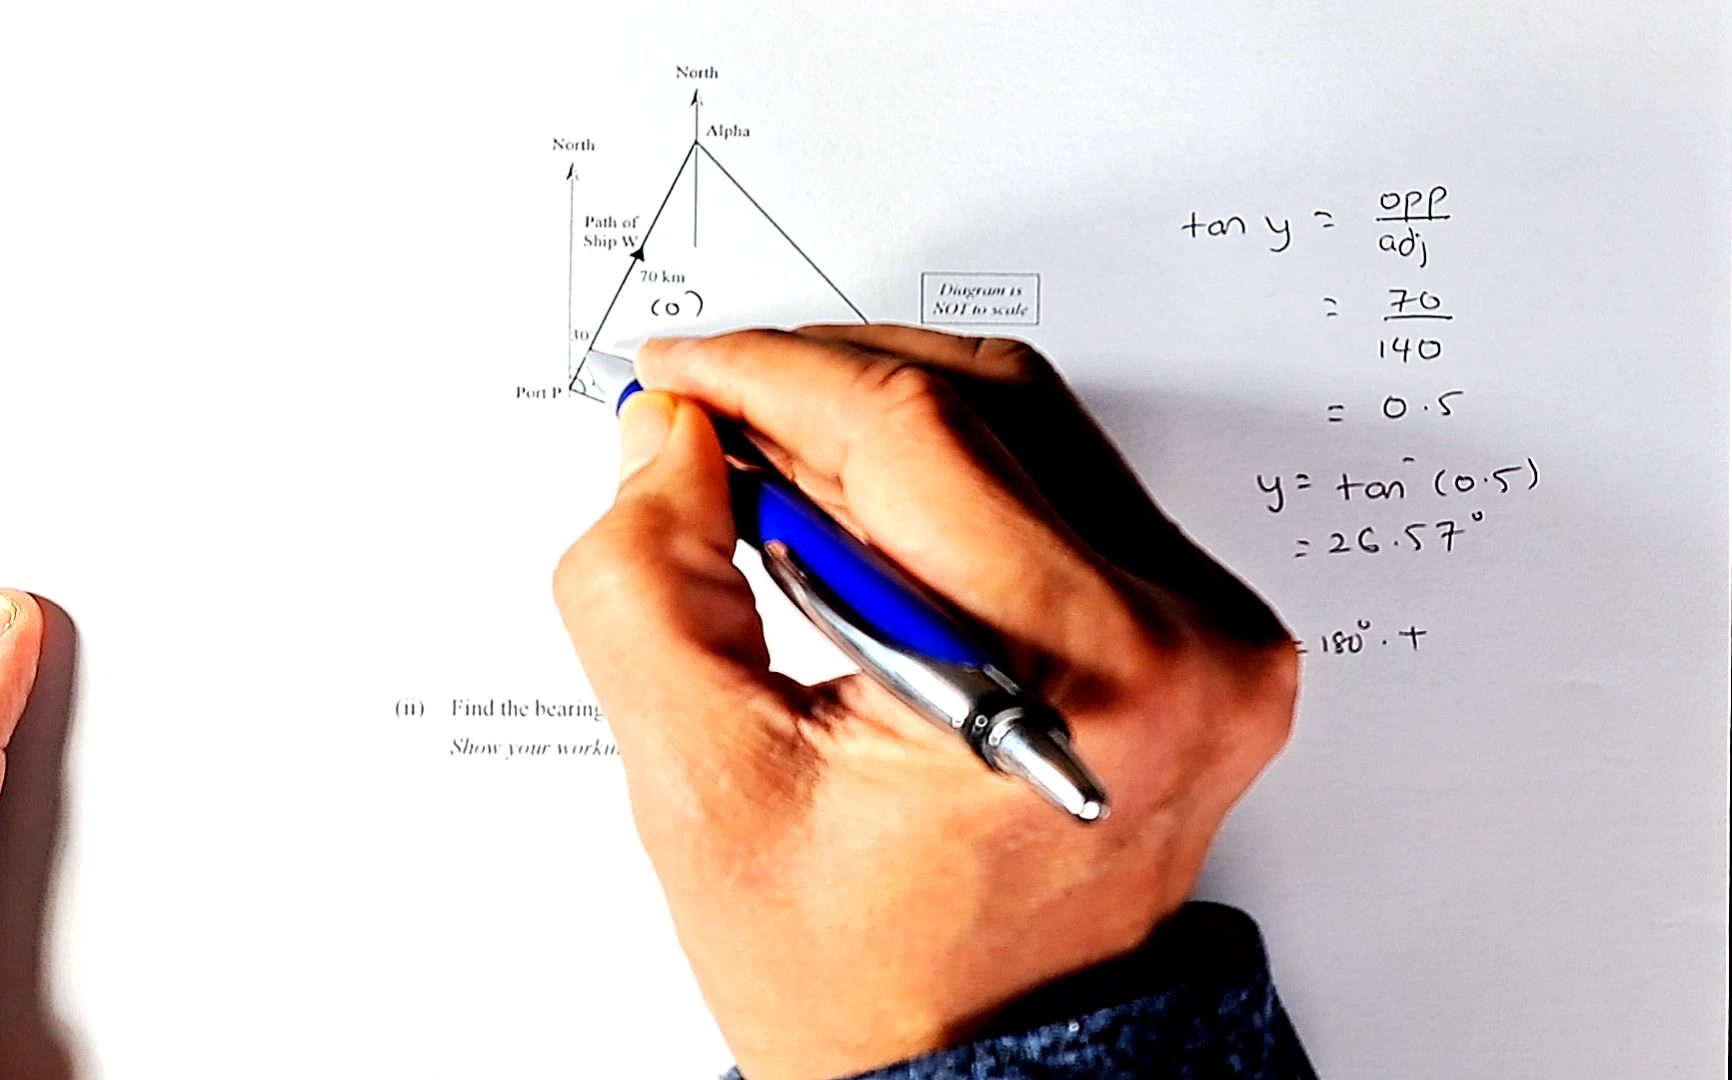 North
Alpha
North
Path of
Ship W
70 km
(o)
30
Port P
Diagram is
NOT to scale
tan y = opp
adj
= 70
140
= 0.5
y = tan⁻ (0.5)
= 26.57°
= 180° . +
(ii) Find the bearing
Show your